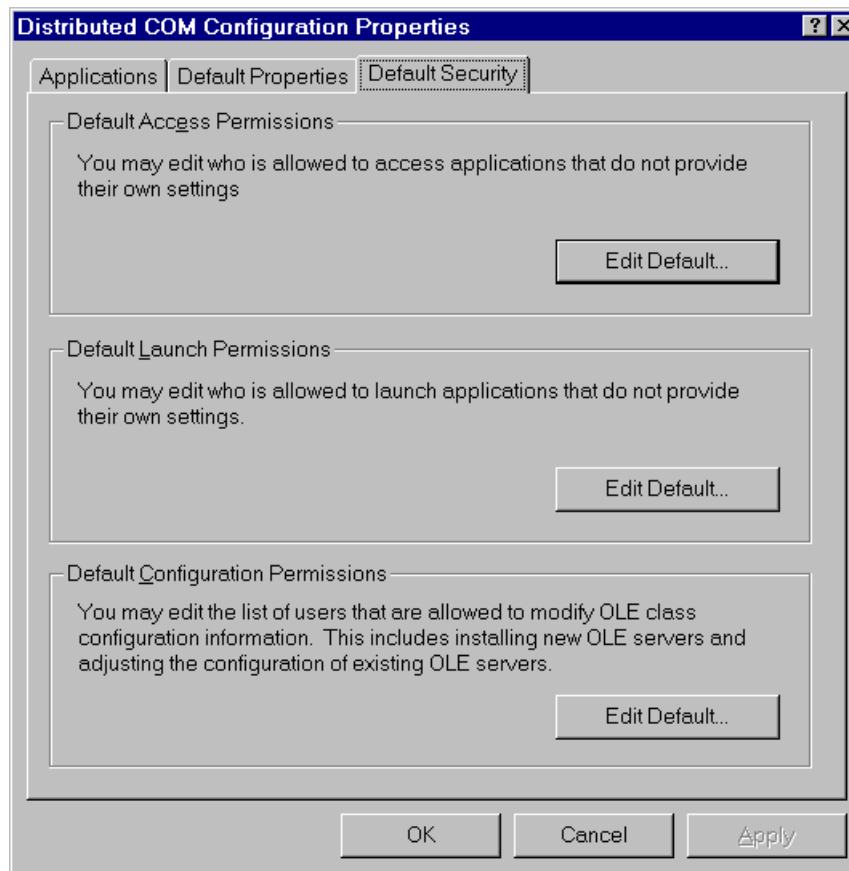 Distributed COM Configuration Properties
Applications
Default Properties
Default Security
Default Access Permissions
You may edit who is allowed to access applications that do not provide
their own settings
Edit Default...
Default Launch Permissions
You may edit who is allowed to launch applications that do not provide
their own settings.
Edit Default...
Default Configuration Permissions
You may edit the list of users that are allowed to modify OLE class
configuration information.  This includes installing new OLE servers and
adjusting the configuration of existing OLE servers.
Edit Default...
OK
Cancel
Apply